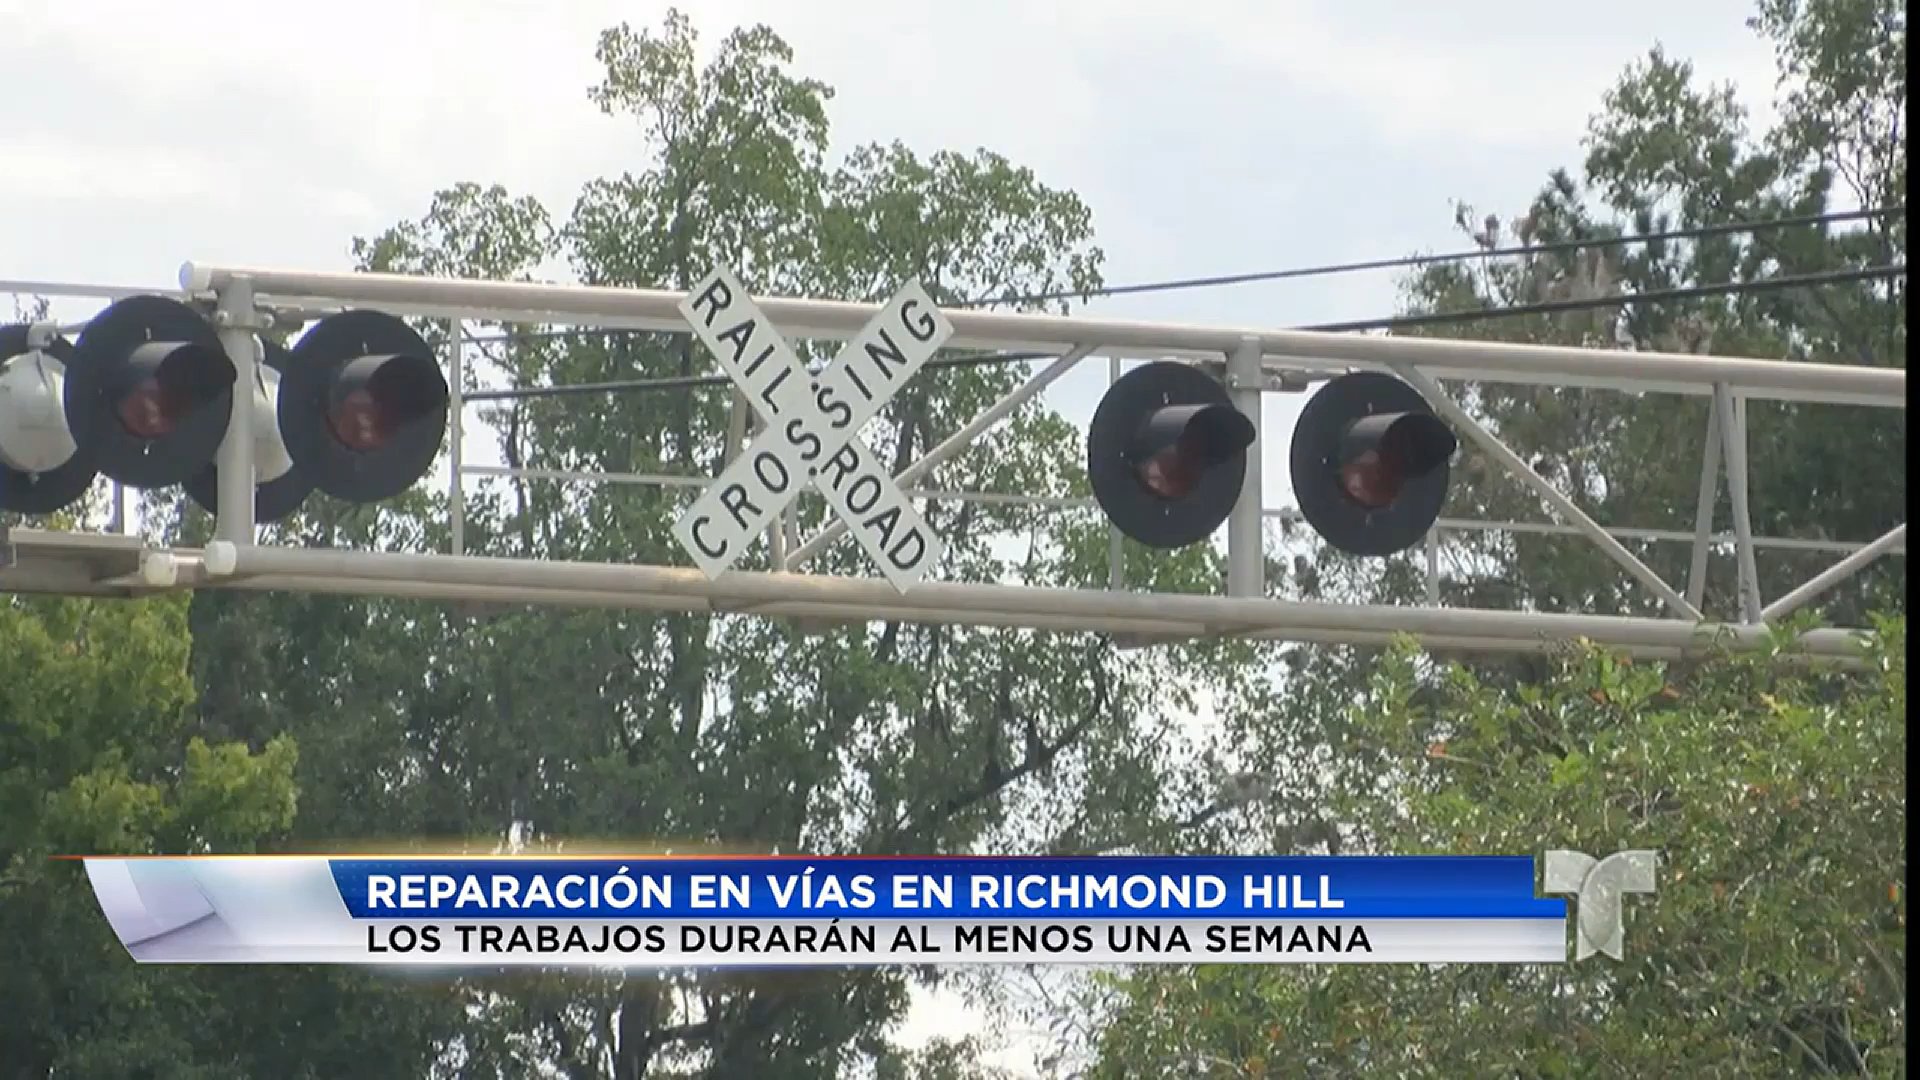 RAILROAD
CROSSING
REPARACIÓN EN VÍAS EN RICHMOND HILL
LOS TRABAJOS DURARÁN AL MENOS UNA SEMANA